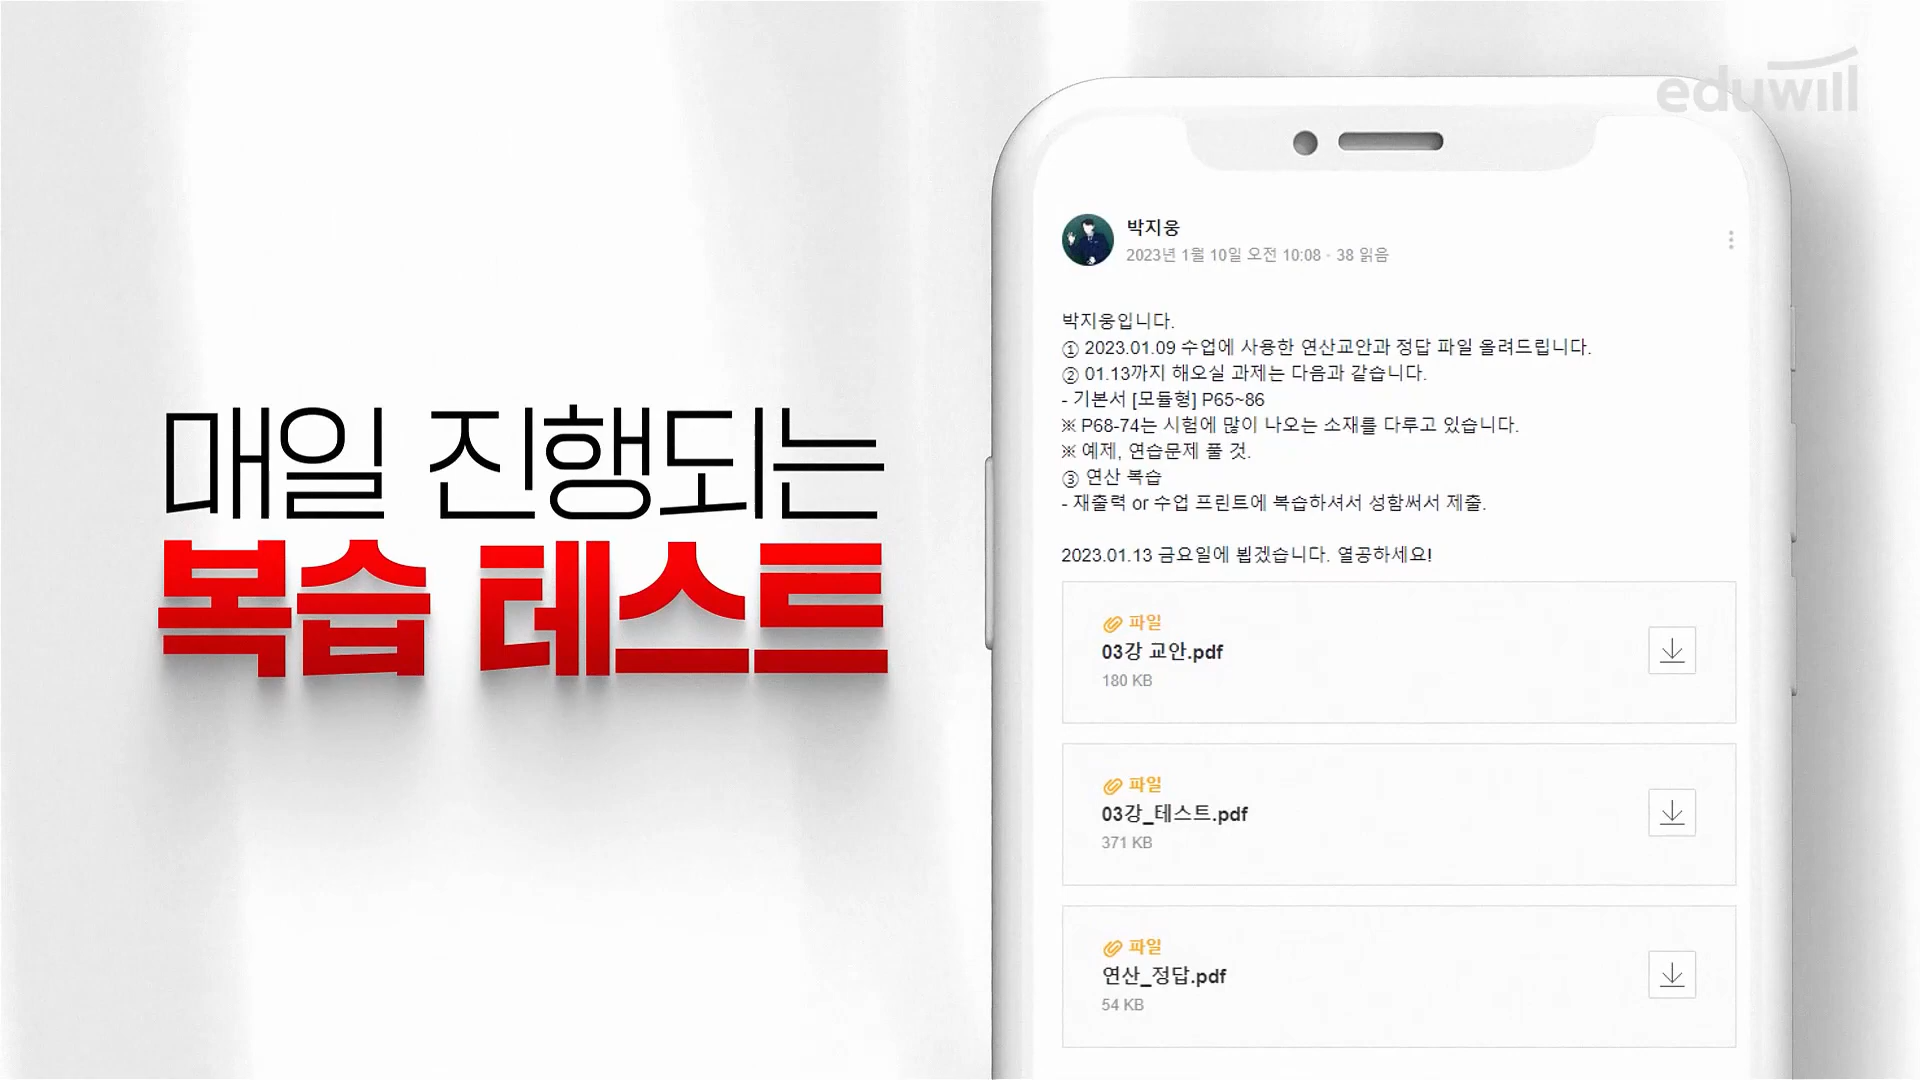 eduwill
매일 진행되는
복습 테스트
박지웅
2023년 1월 10일 오전 10:08 · 38 읽음
박지웅입니다.
① 2023.01.09 수업에 사용한 연산교안과 정답 파일 올려드립니다.
② 01.13까지 해오실 과제는 다음과 같습니다.
- 기본서 [모듈형] P65~86
※ P68-74는 시험에 많이 나오는 소재를 다루고 있습니다.
※ 예제, 연습문제 풀 것.
③ 연산 복습
- 재출력 or 수업 프린트에 복습하셔서 성함써서 제출.
2023.01.13 금요일에 뵙겠습니다. 열공하세요!
파일
03강 교안.pdf
180 KB
파일
03강_테스트.pdf
371 KB
파일
연산_정답.pdf
54 KB